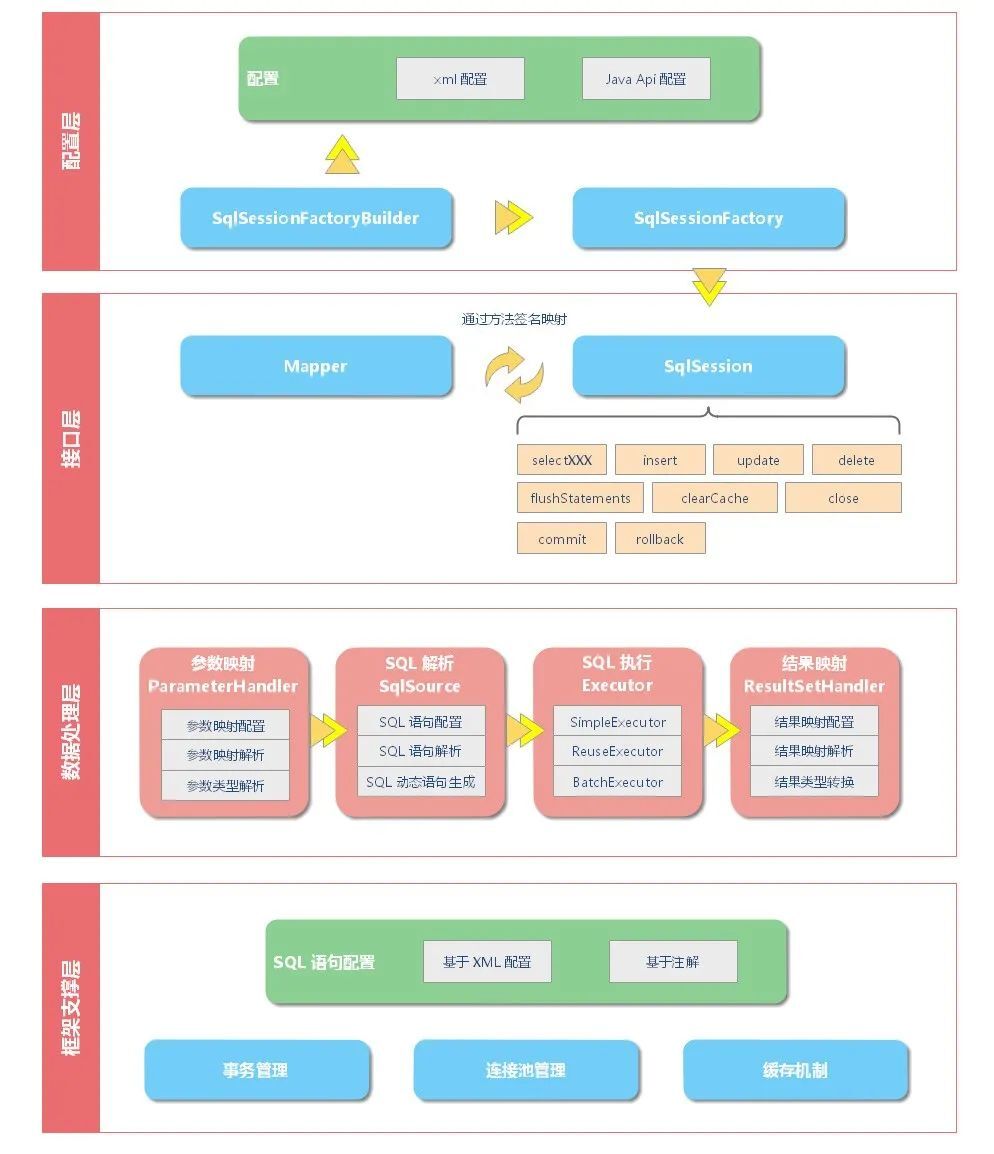 配置层
配置
xml 配置
Java Api 配置
SqlSessionFactoryBuilder
SqlSessionFactory
接口层
通过方法签名映射
Mapper
SqlSession
selectXXX
insert
update
delete
flushStatements
clearCache
close
commit
rollback
数据处理层
参数映射
ParameterHandler
参数映射配置
参数映射解析
参数类型解析
SQL 解析
SqlSource
SQL 语句配置
SQL 语句解析
SQL 动态语句生成
SQL 执行
Executor
SimpleExecutor
ReuseExecutor
BatchExecutor
结果映射
ResultSetHandler
结果映射配置
结果映射解析
结果类型转换
框架支撑层
SQL 语句配置
基于 XML 配置
基于注解
事务管理
连接池管理
缓存机制